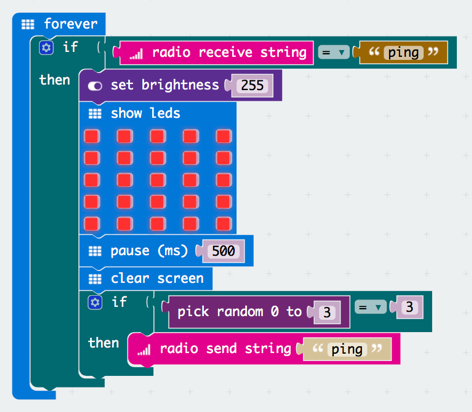 forever
if radio receive string = ▾ “ ping ”
then set brightness 255
show leds
pause (ms) 500
clear screen
if pick random 0 to 3 = ▾ 3
then radio send string “ ping ”